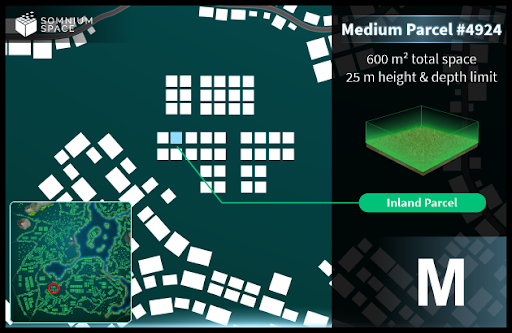 SOMNIUM
SPACE
Medium Parcel #4924
600 m² total space
25 m height & depth limit
Inland Parcel
M